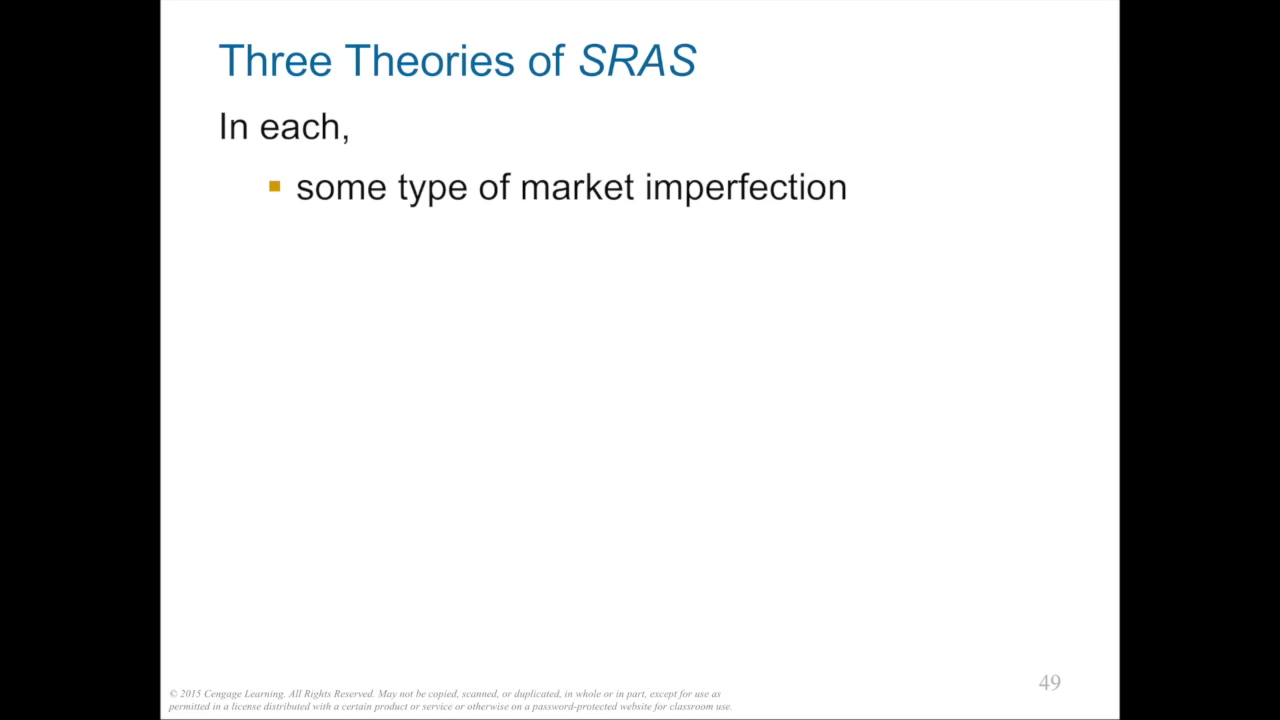 Three Theories of SRAS
In each,
some type of market imperfection
© 2015 Cengage Learning. All Rights Reserved. May not be copied, scanned, or duplicated, in whole or in part, except for use as
permitted in a license distributed with a certain product or service or otherwise on a password-protected website for classroom use.
49